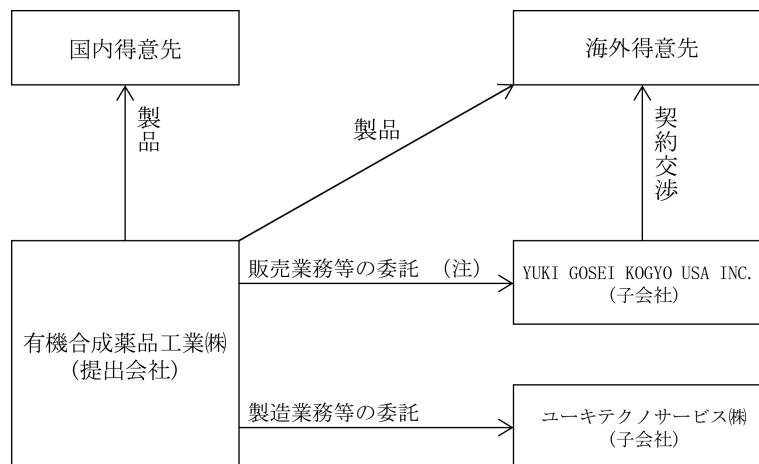 国内得意先
海外得意先
製品
製品
契約交渉
販売業務等の委託 (注)
YUKI GOSEI KOGYO USA INC.
(子会社)
有機合成薬品工業㈱
(提出会社)
製造業務等の委託
ユーキテクノサービス㈱
(子会社)